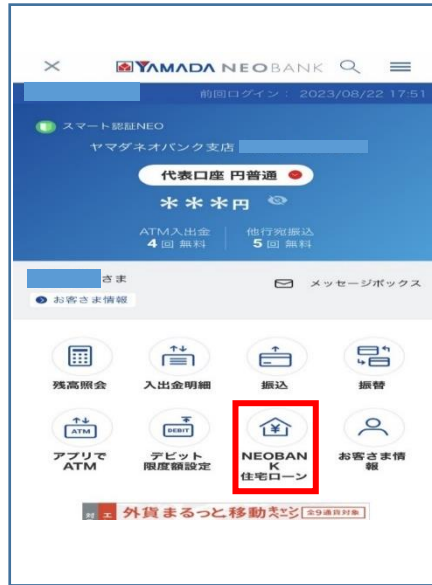 YAMADA NEOBANK
前回ログイン： 2023/08/22 17:51
スマート認証NEO
ヤマダネオバンク支店
代表口座 円普通
***円
ATM入出金 他行宛振込
4回 無料 5回 無料
さま メッセージボックス
お客さま情報
残高照会 入出金明細 振込 振替
ATM DEBIT ¥
アプリで デビット NEOBAN お客さま情
ATM 限度額設定 K 報
住宅ローン
外貨まるっと移動 全9通貨対象